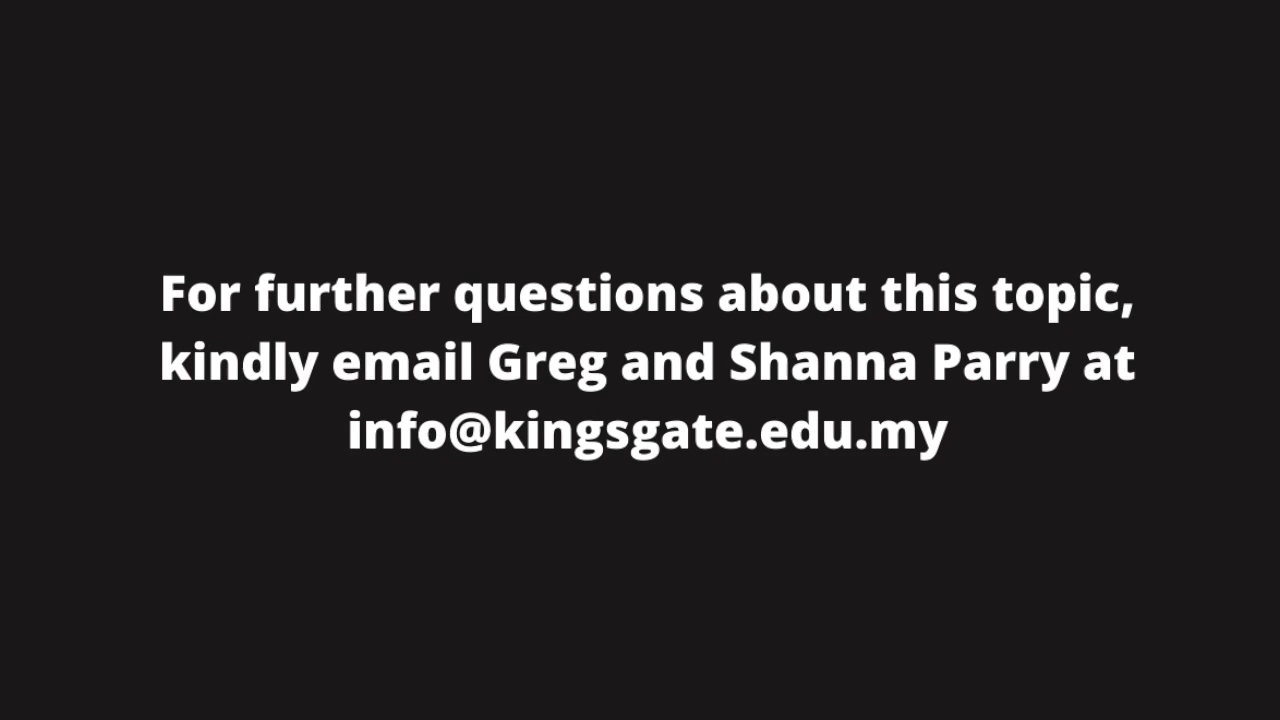 For further questions about this topic,
kindly email Greg and Shanna Parry at
info@kingsgate.edu.my